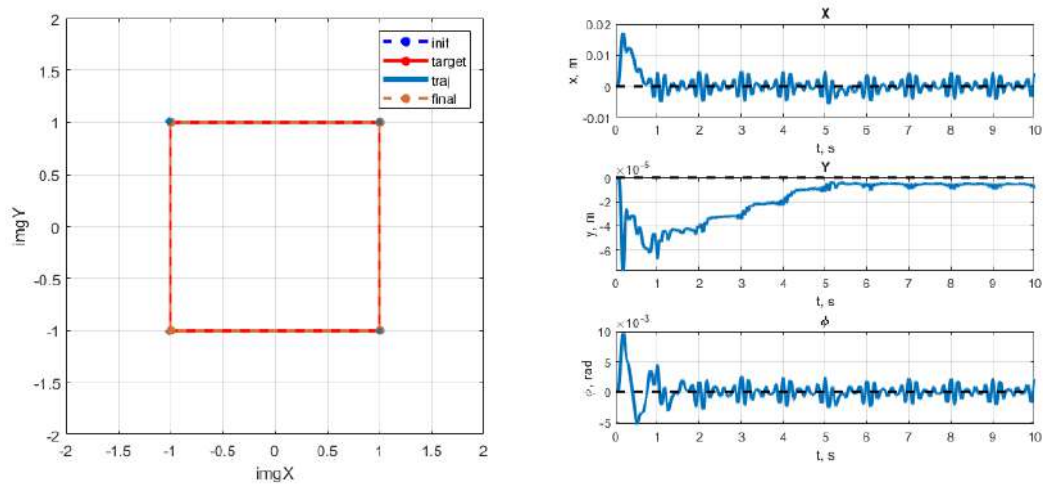 2
1.5
1
0.5
0
-0.5
-1
-1.5
-2
imgY
-2 -1.5 -1 -0.5 0 0.5 1 1.5 2
imgX
init
target
traj
final
X
0.02
0.01
0
-0.01
x, m
0 1 2 3 4 5 6 7 8 9 10
t, s
×10⁻⁵
Y
0
-2
-4
-6
y, m
0 1 2 3 4 5 6 7 8 9 10
t, s
×10⁻³
ϕ
10
5
0
-5
ϕ, rad
0 1 2 3 4 5 6 7 8 9 10
t, s